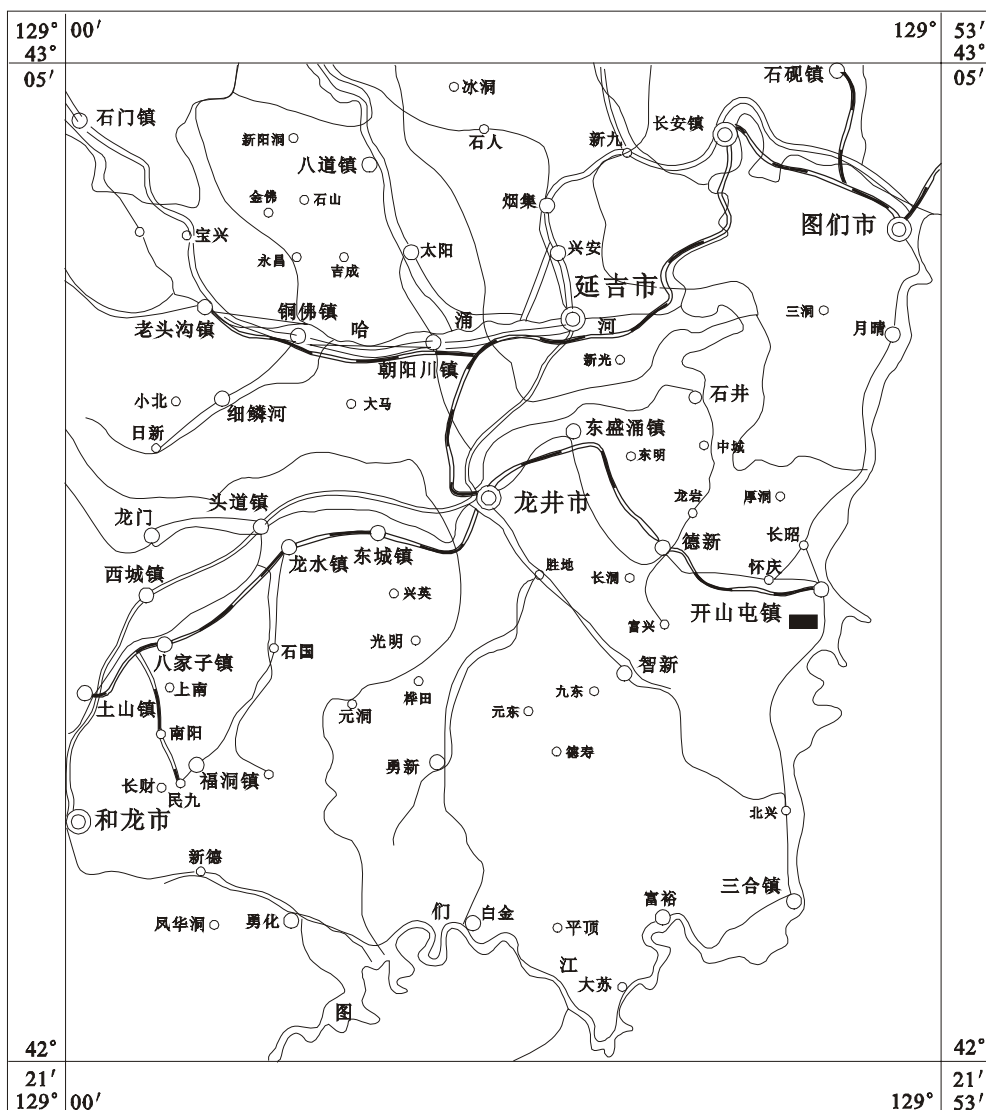 129° 00′ 129° 53′
43° 43°
05′ 05′
石砚镇
冰洞
石门镇
长安镇
石人
新九
新阳洞
八道镇
金佛
石山
烟集
图们市
宝兴
太阳
兴安
永昌
吉成
延吉市
三洞
铜佛镇
老头沟镇
哈
涌
河
月晴
朝阳川镇
新光
石井
小北
细鳞河
大马
日新
东盛涌镇
中城
东明
龙岩
厚洞
头道镇
龙井市
龙门
德新
长昭
龙水镇
东城镇
西城镇
胜地
长洞
怀庆
兴英
开山屯镇
富兴
光明
石国
八家子镇
智新
上南
桦田
九东
土山镇
元洞
元东
南阳
德寿
勇新
福洞镇
长财
民九
和龙市
北兴
新德
三合镇
富裕
们
白金
凤华洞
勇化
平顶
江
大苏
图
42° 42°
21′ 21′
129° 00′ 129° 53′